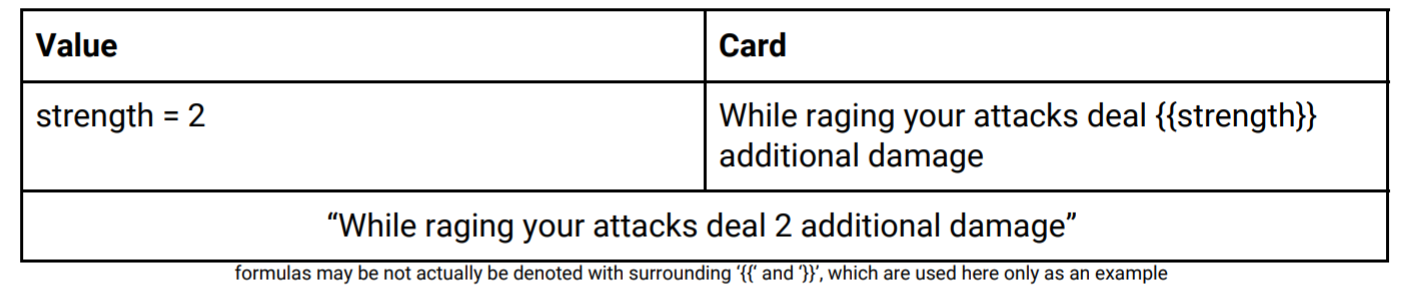 Value
Card
strength = 2
While raging your attacks deal {{strength}}
additional damage
“While raging your attacks deal 2 additional damage”
formulas may be not actually be denoted with surrounding ‘{{‘ and ‘}}’, which are used here only as an example